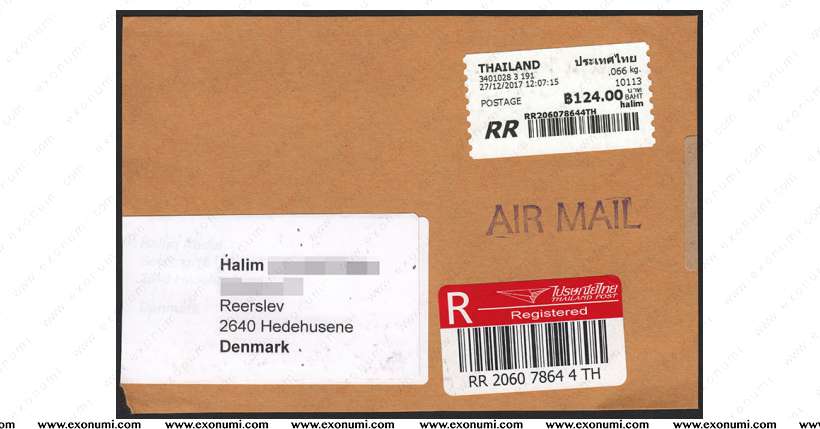 THAILAND ประเทศไทย
3401028 3 191 .066 kg.
27/12/2017 12:07:15 10113
POSTAGE ฿124.00 บาท BAHT
halim
RR RR206078644TH
AIR MAIL
Halim
Reerslev
2640 Hedehusene
Denmark
R ไปรษณีย์ไทย
THAILAND POST
Registered
RR 2060 7864 4 TH
www.exonumi.com www.exonumi.com www.exonumi.com www.exonumi.com www.exonumi.com